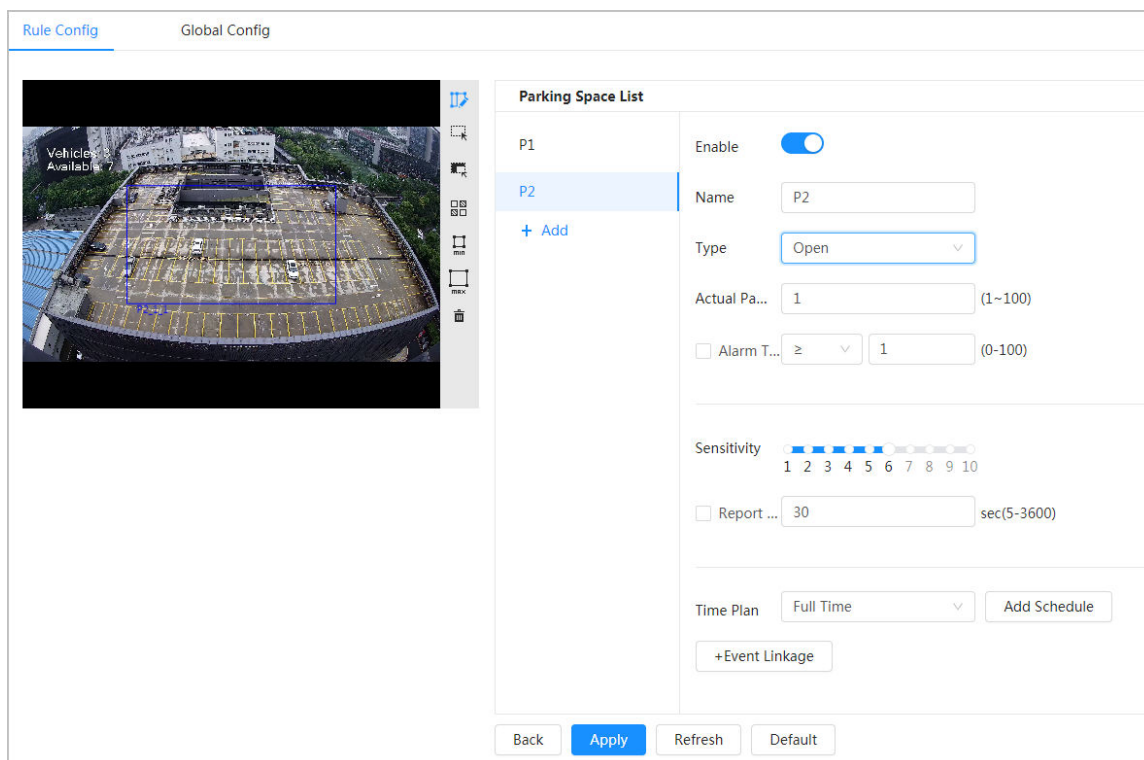 Rule Config Global Config
Vehicles: 8
Available: 7
min
max
Parking Space List
P1
P2
+ Add
Enable
Name P2
Type Open
Actual Pa... 1 (1~100)
Alarm T... ≥ 1 (0-100)
Sensitivity
1 2 3 4 5 6 7 8 9 10
Report ... 30 sec(5-3600)
Time Plan Full Time Add Schedule
+Event Linkage
Back Apply Refresh Default